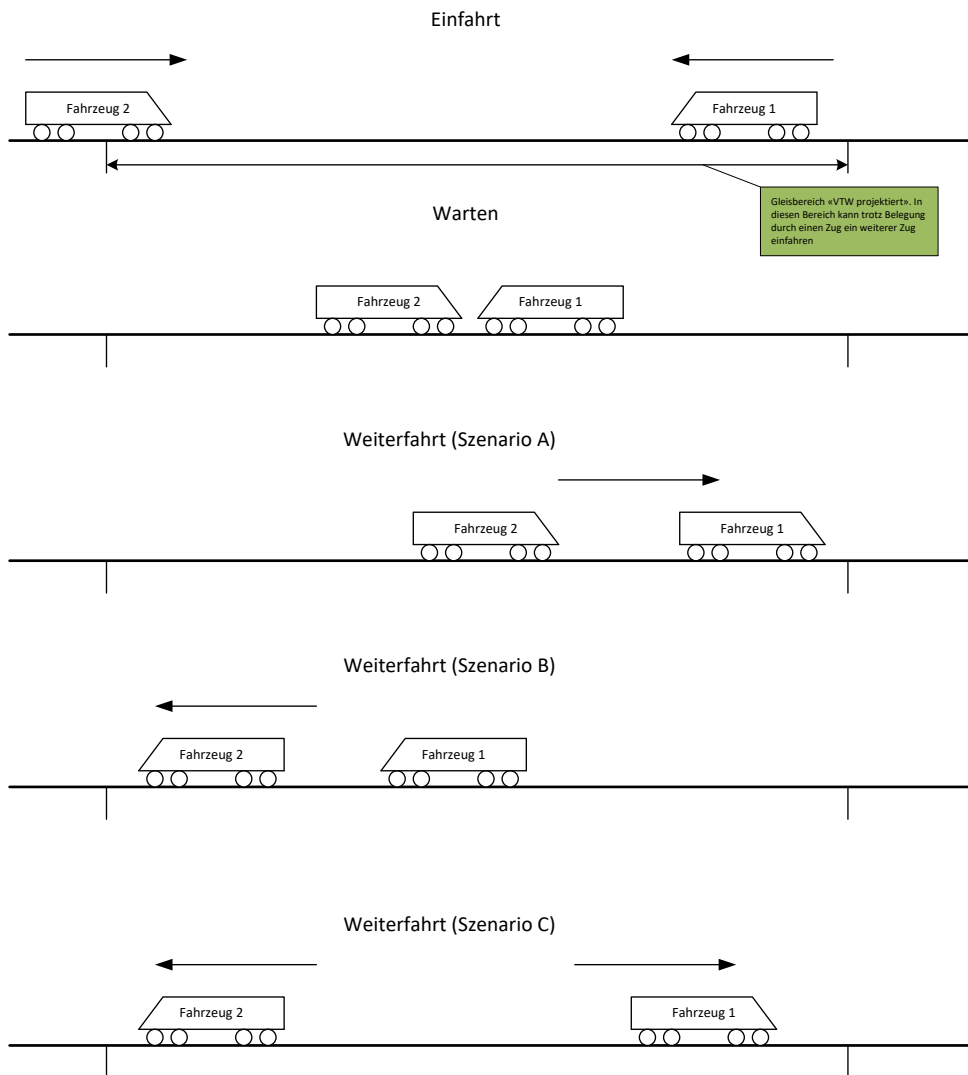 Einfahrt
Fahrzeug 2
Fahrzeug 1
Gleisbereich «VTW projektiert». In
diesen Bereich kann trotz Belegung
durch einen Zug ein weiterer Zug
einfahren
Warten
Fahrzeug 2
Fahrzeug 1
Weiterfahrt (Szenario A)
Fahrzeug 2
Fahrzeug 1
Weiterfahrt (Szenario B)
Fahrzeug 2
Fahrzeug 1
Weiterfahrt (Szenario C)
Fahrzeug 2
Fahrzeug 1